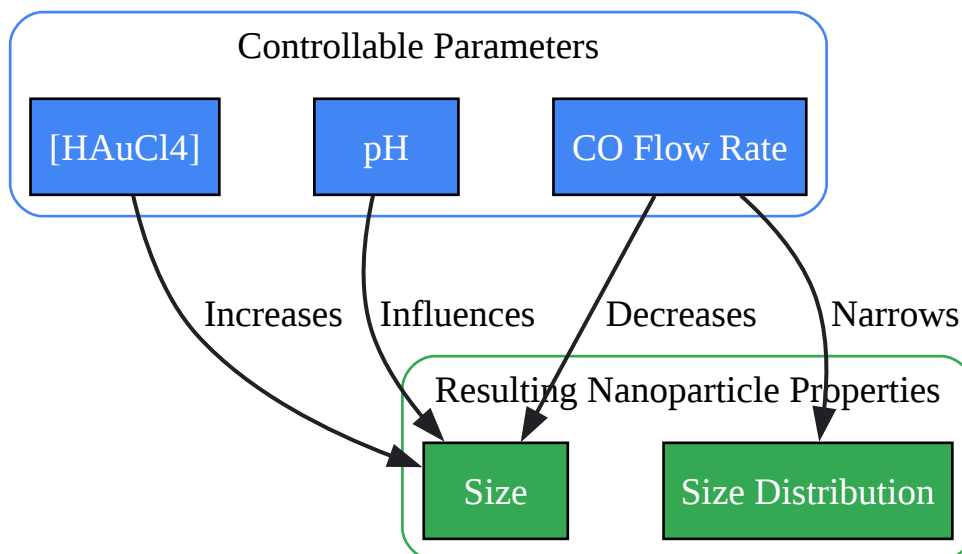 Controllable Parameters
[HAuCl4]
pH
CO Flow Rate
Increases
Influences
Decreases
Narrows
Resulting Nanoparticle Properties
Size
Size Distribution